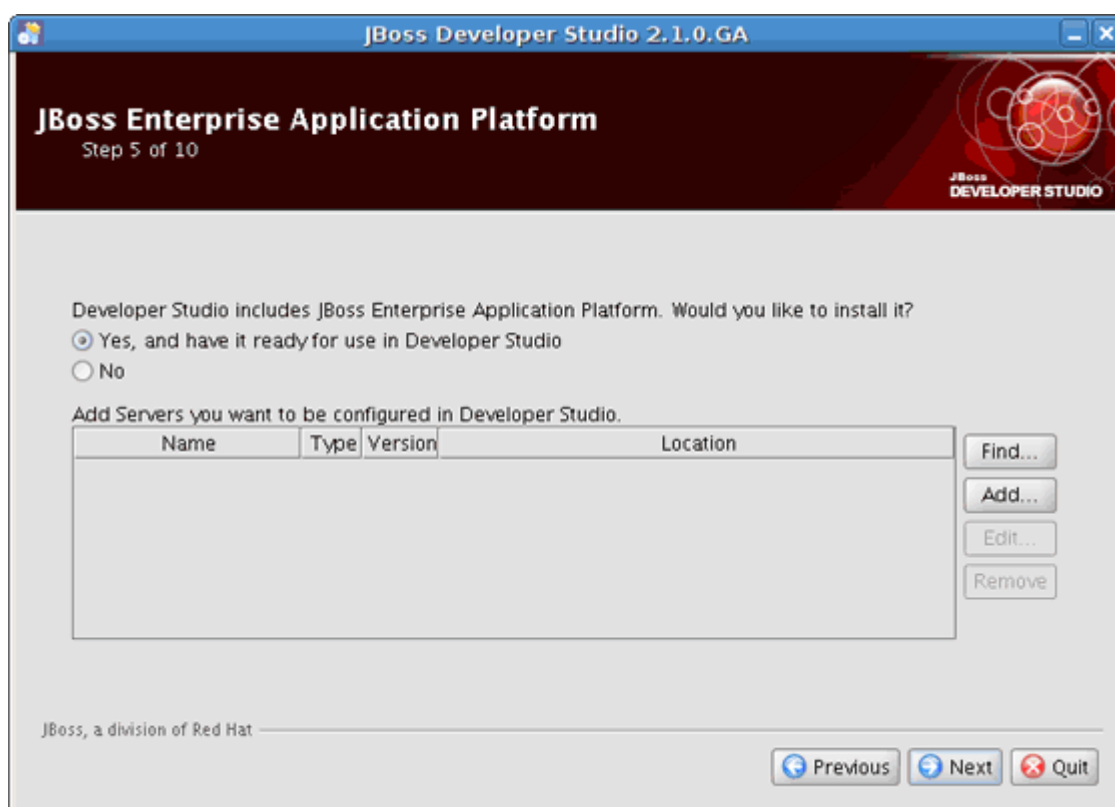 JBoss Developer Studio 2.1.0.GA
JBoss Enterprise Application Platform
Step 5 of 10
JBoss
DEVELOPER STUDIO
Developer Studio includes JBoss Enterprise Application Platform. Would you like to install it?
Yes, and have it ready for use in Developer Studio
No
Add Servers you want to be configured in Developer Studio.
Name Type Version Location
Find...
Add...
Edit...
Remove
JBoss, a division of Red Hat
Previous Next Quit